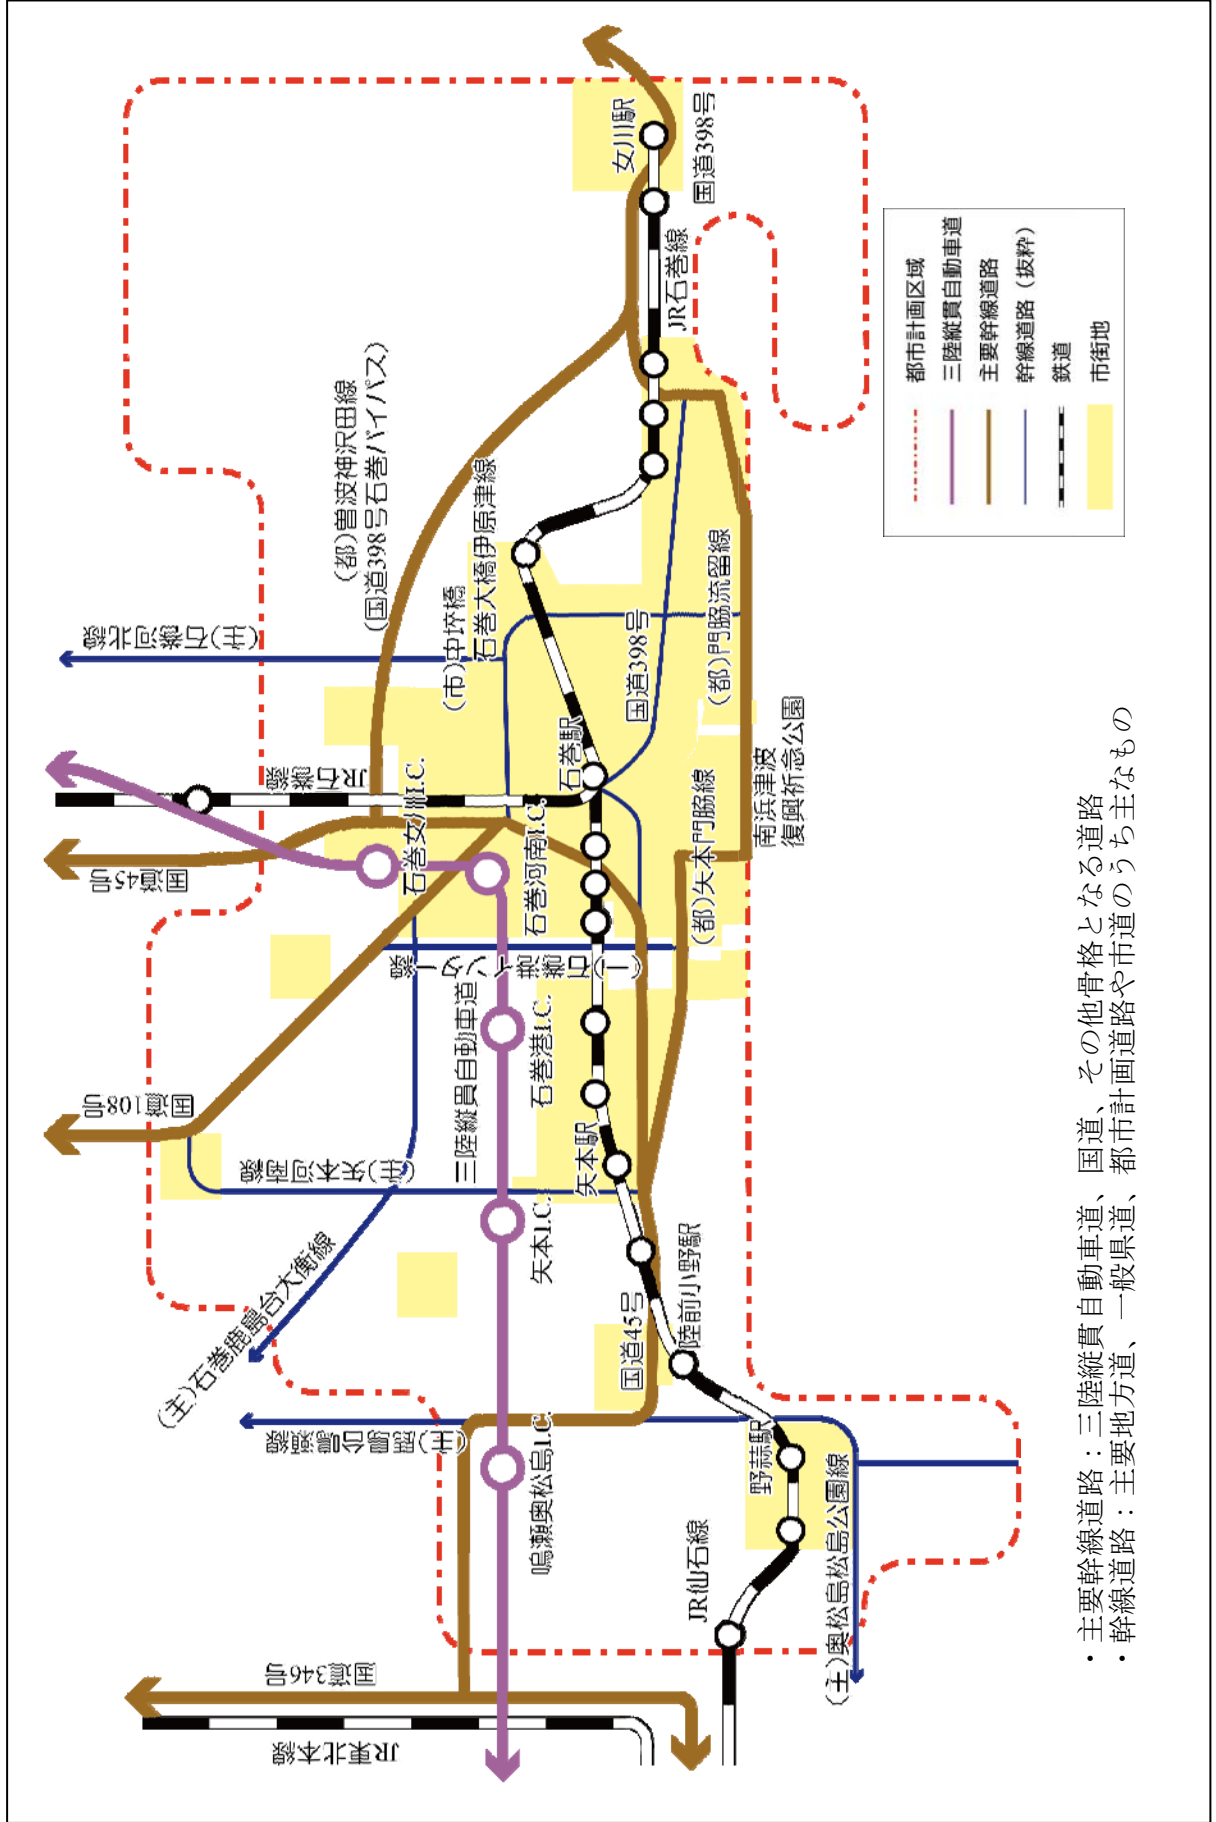 女川駅
国道398号
JR石巻線
(都)曽波神沢田線
(国道398号石巻バイパス)
(主)石巻河北線
(市)中埣橋
石巻大橋伊原津線
国道398号
(都)門脇流留線
石巻駅
南浜津波
復興祈念公園
JR石巻線
石巻女川I.C.
石巻河南I.C.
(都)矢本門脇線
国道45号
(一)石巻港インター線
三陸縦貫自動車道
石巻港I.C.
国道108号
(主)矢本河南線
矢本駅
矢本I.C.
陸前小野駅
国道45号
(主)石巻鹿島台大衡線
(主)鹿島台鳴瀬線
鳴瀬奥松島I.C.
野蒜駅
JR仙石線
(主)奥松島松島公園線
国道346号
JR東北本線
都市計画区域
三陸縦貫自動車道
主要幹線道路
幹線道路(抜粋)
鉄道
市街地
・主要幹線道路:三陸縦貫自動車道、国道、その他骨格となる道路
・幹線道路:主要地方道、一般県道、都市計画道路や市道のうち主なもの